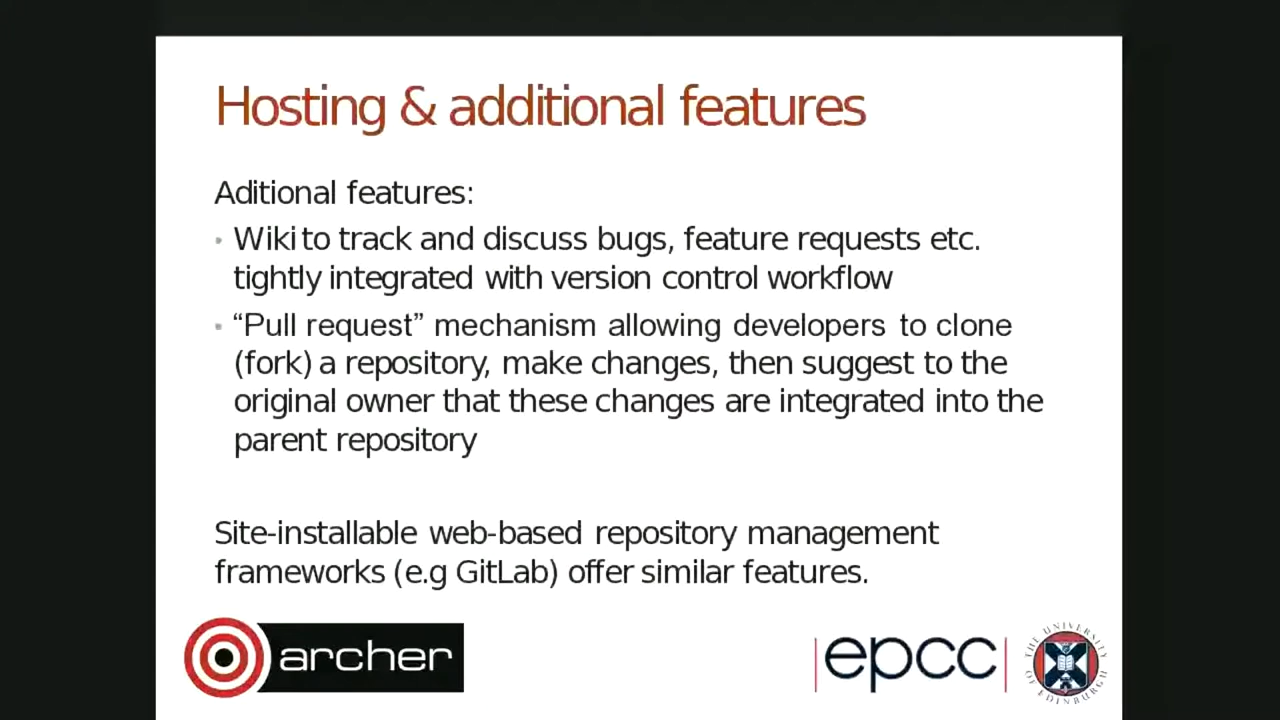 Hosting & additional features
Aditional features:
• Wiki to track and discuss bugs, feature requests etc.
tightly integrated with version control workflow
• “Pull request” mechanism allowing developers to clone
(fork) a repository, make changes, then suggest to the
original owner that these changes are integrated into the
parent repository
Site-installable web-based repository management
frameworks (e.g GitLab) offer similar features.
archer
epcc
THE UNIVERSITY OF EDINBURGH